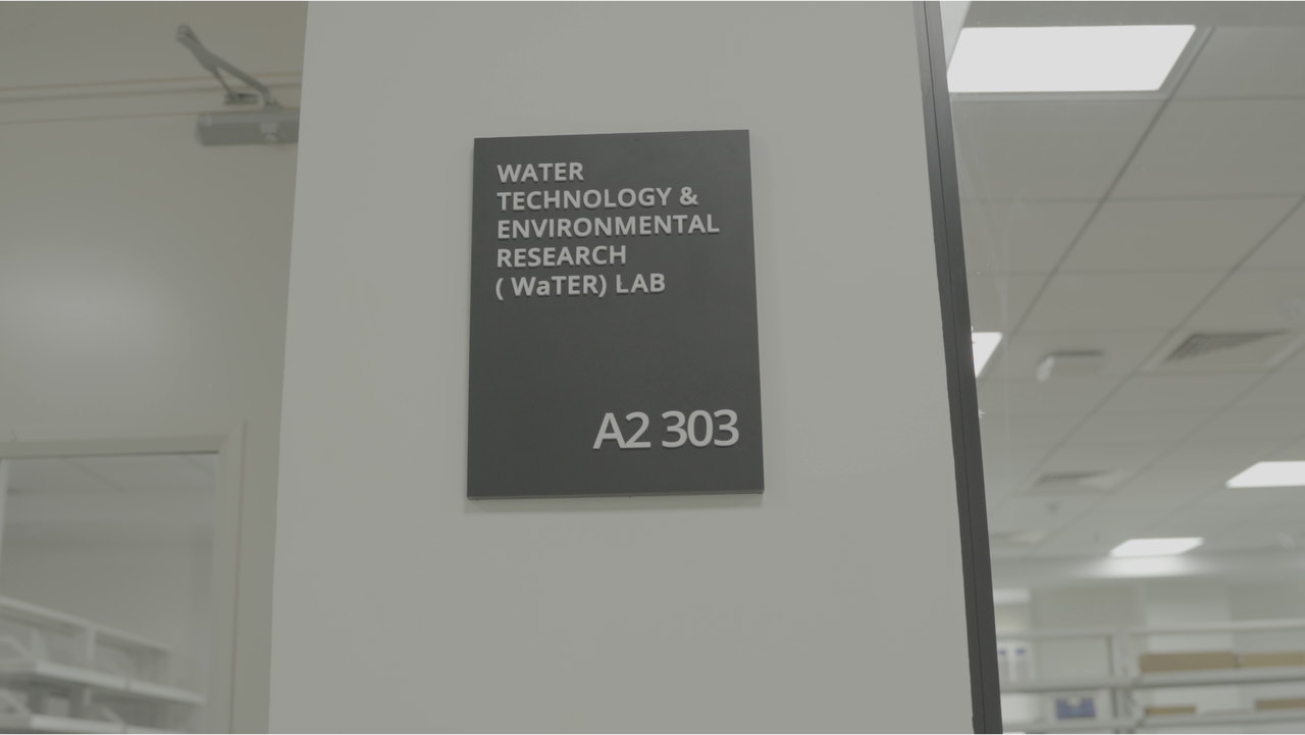 WATER
TECHNOLOGY &
ENVIRONMENTAL
RESEARCH
( WaTER) LAB
A2 303